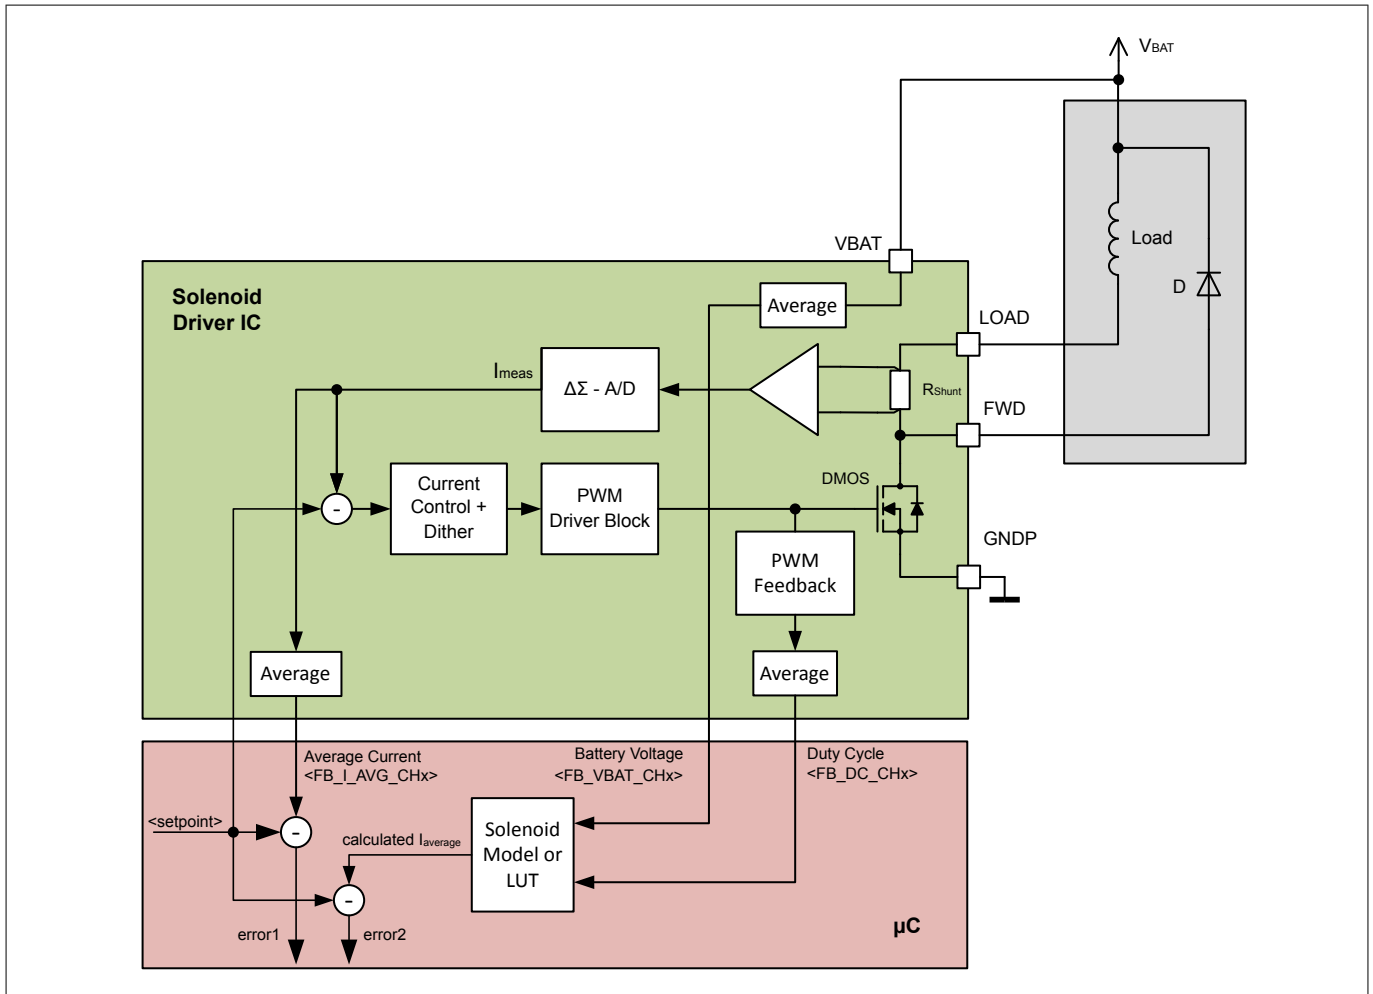 VBAT
VBAT
Solenoid
Driver IC
Average
Load
D
LOAD
Imeas
ΔΣ - A/D
RShunt
FWD
DMOS
Current
Control +
Dither
PWM
Driver Block
-
GNDP
PWM
Feedback
Average
Average
Average Current
<FB_I_AVG_CHx>
Battery Voltage
<FB_VBAT_CHx>
Duty Cycle
<FB_DC_CHx>
<setpoint>
-
calculated Iaverage
Solenoid
Model or
LUT
-
error1
error2
µC